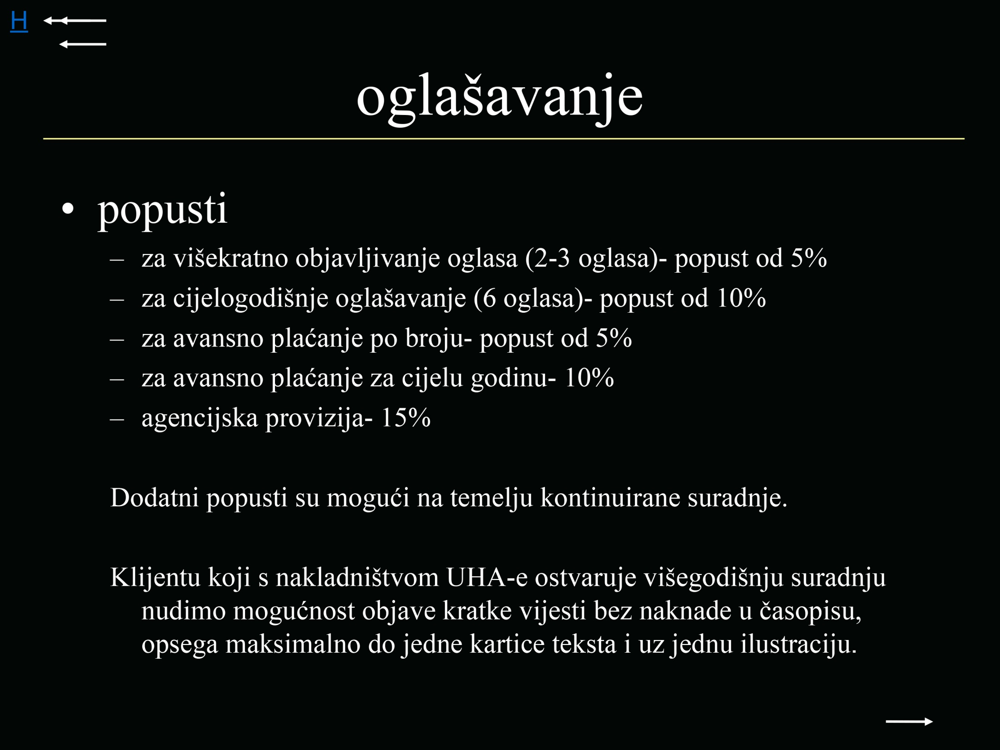 H
oglašavanje
• popusti
– za višekratno objavljivanje oglasa (2-3 oglasa)- popust od 5%
– za cijelogodišnje oglašavanje (6 oglasa)- popust od 10%
– za avansno plaćanje po broju- popust od 5%
– za avansno plaćanje za cijelu godinu- 10%
– agencijska provizija- 15%
Dodatni popusti su mogući na temelju kontinuirane suradnje.
Klijentu koji s nakladništvom UHA-e ostvaruje višegodišnju suradnju
nudimo mogućnost objave kratke vijesti bez naknade u časopisu,
opsega maksimalno do jedne kartice teksta i uz jednu ilustraciju.